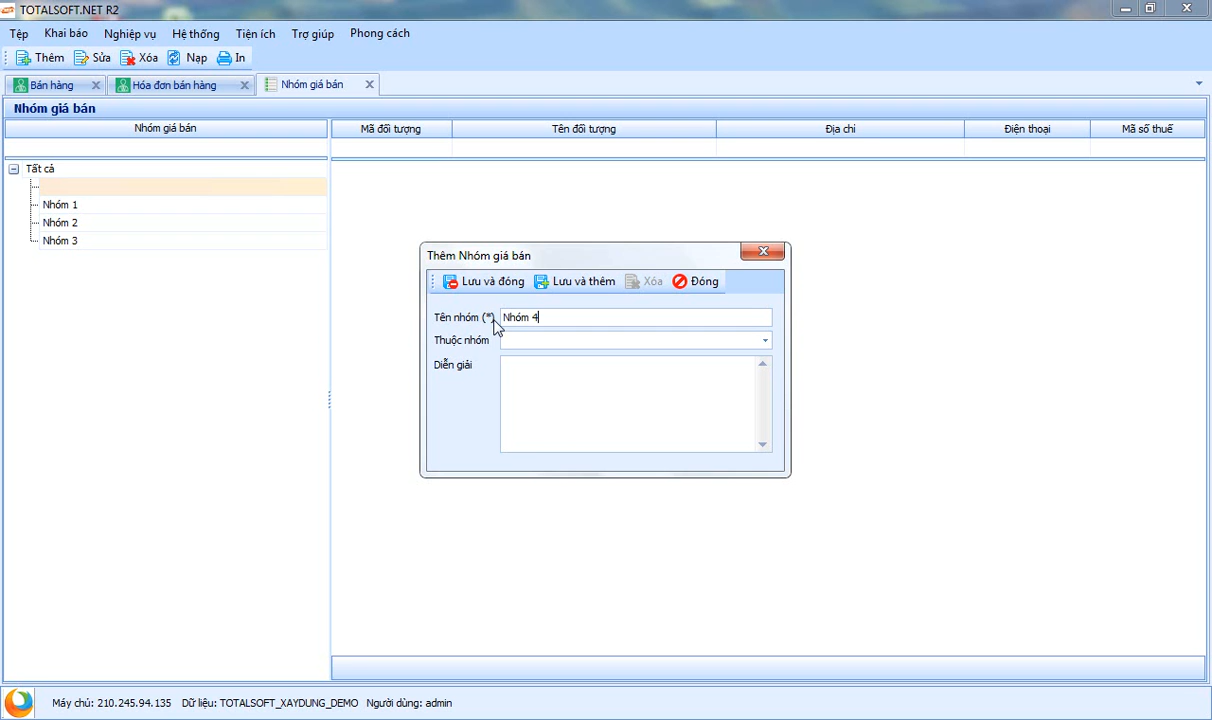 TOTALSOFT.NET R2
Tệp Khai báo Nghiệp vụ Hệ thống Tiện ích Trợ giúp Phong cách
Thêm Sửa Xóa Nạp In
Bán hàng Hóa đơn bán hàng Nhóm giá bán
Nhóm giá bán
Nhóm giá bán Mã đối tượng Tên đối tượng Địa chỉ Điện thoại Mã số thuế
Tất cả
Nhóm 1
Nhóm 2
Nhóm 3
Thêm Nhóm giá bán
Lưu và đóng Lưu và thêm Xóa Đóng
Tên nhóm (*) Nhóm 4
Thuộc nhóm
Diễn giải
Máy chủ: 210.245.94.135 Dữ liệu: TOTALSOFT_XAYDUNG_DEMO Người dùng: admin